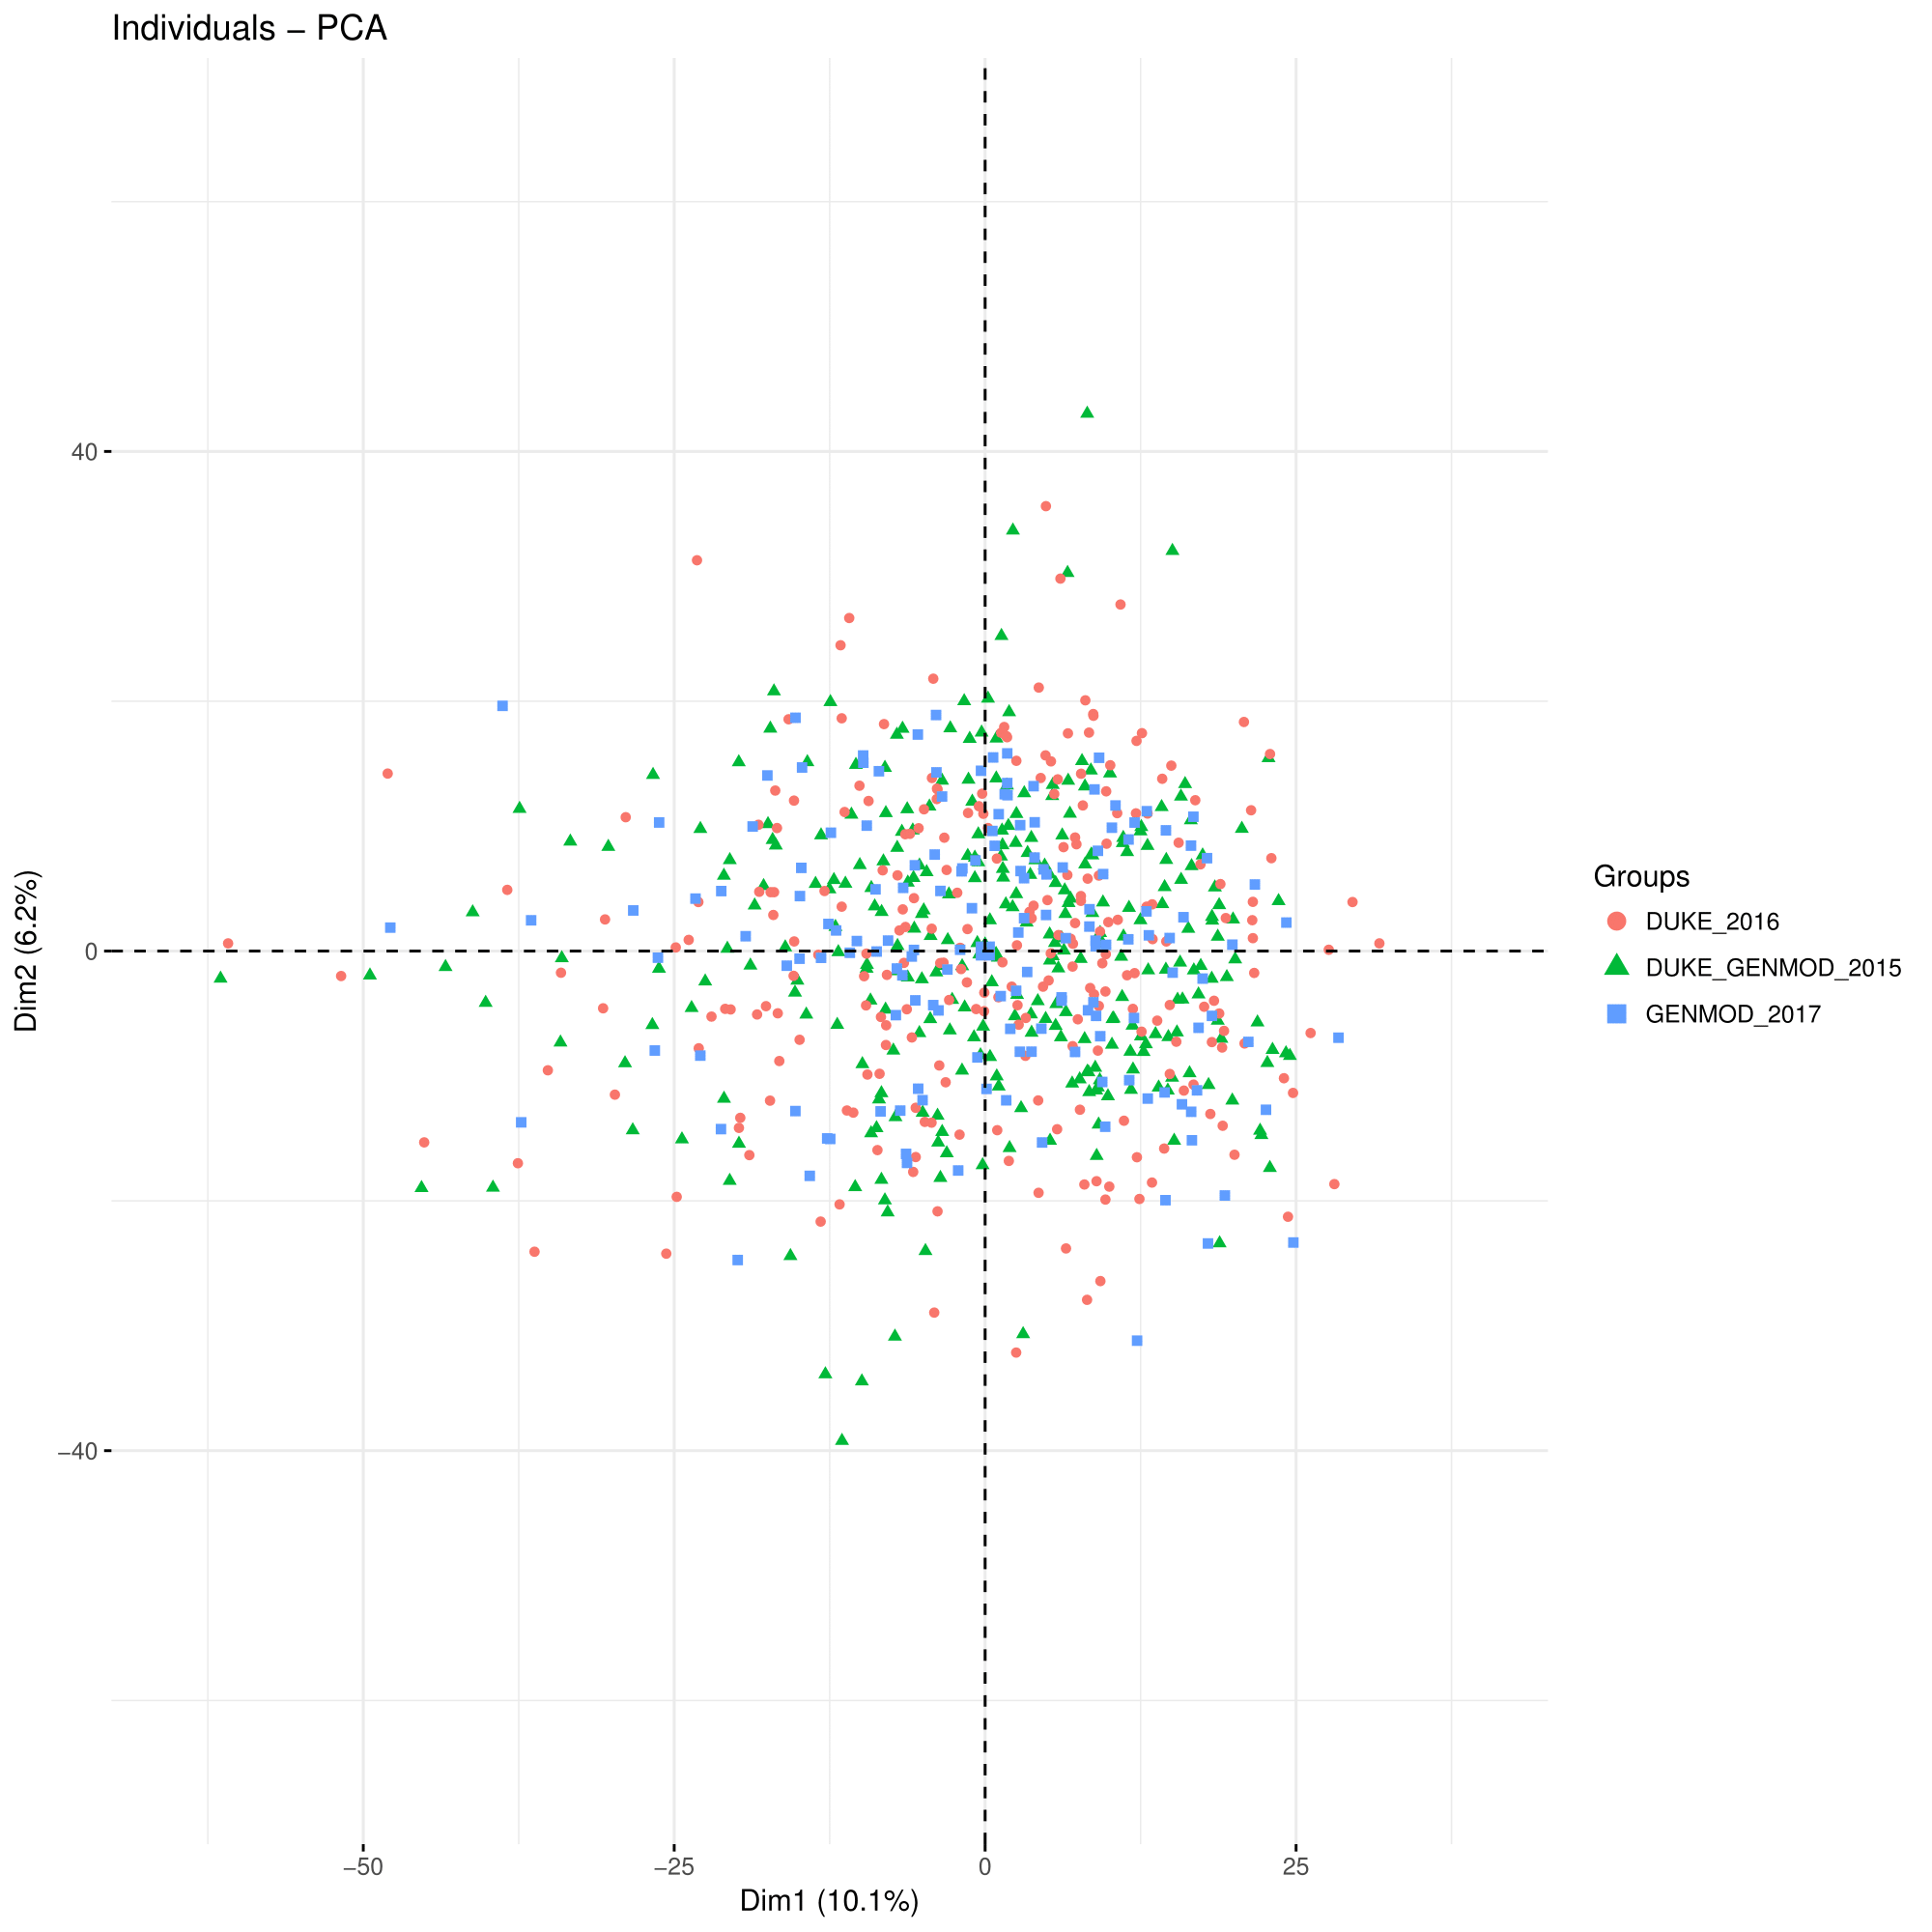 Individuals − PCA
40
0
−40
Dim2 (6.2%)
−50
−25
0
25
Dim1 (10.1%)
Groups
DUKE_2016
DUKE_GENMOD_2015
GENMOD_2017